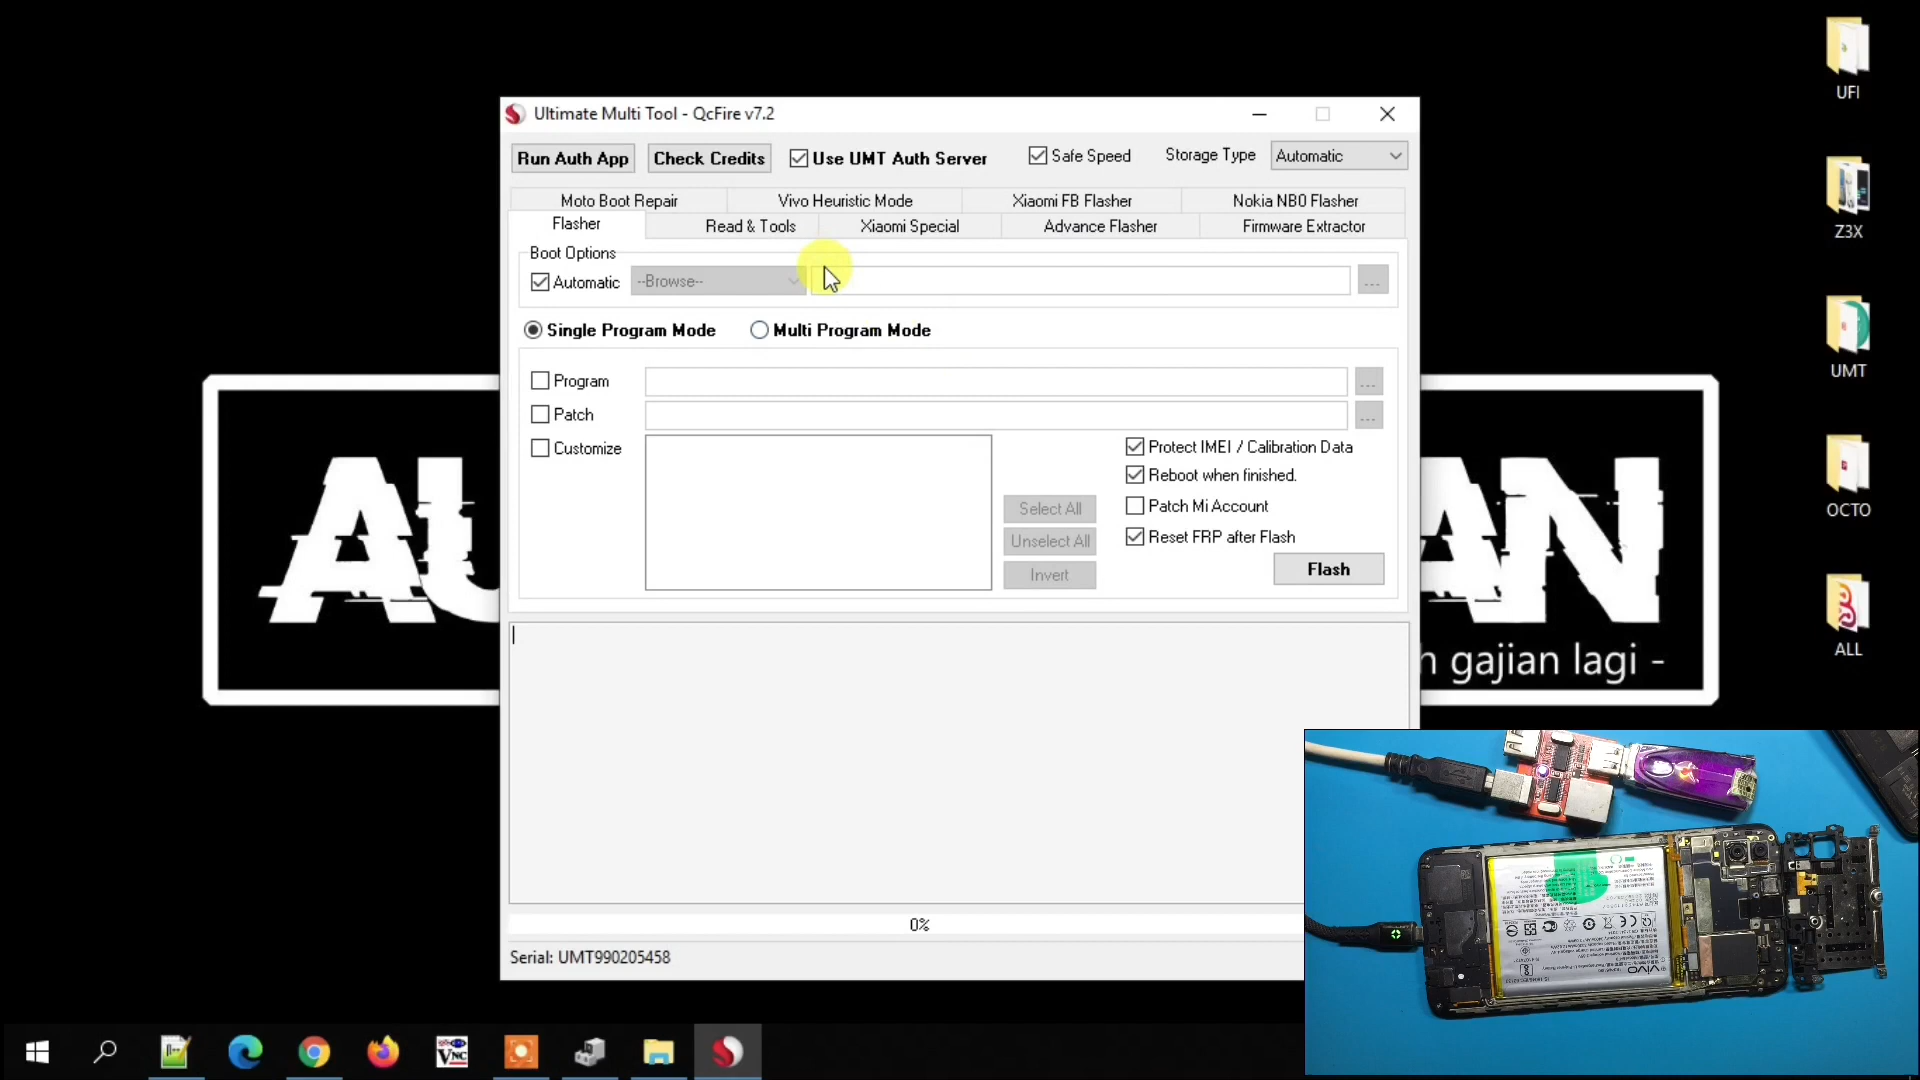 UFI
Ultimate Multi Tool - QcFire v7.2
Run Auth App
Check Credits
Use UMT Auth Server
Safe Speed
Storage Type
Automatic
Z3X
Moto Boot Repair
Vivo Heuristic Mode
Xiaomi FB Flasher
Nokia NB0 Flasher
Flasher
Read & Tools
Xiaomi Special
Advance Flasher
Firmware Extractor
Boot Options
Automatic
--Browse--
...
Single Program Mode
Multi Program Mode
UMT
Program
...
Patch
...
Customize
Protect IMEI / Calibration Data
Reboot when finished.
Select All
Patch Mi Account
OCTO
Unselect All
Reset FRP after Flash
Invert
Flash
AU
AN
gajian lagi -
ALL
0%
Serial: UMT990205458
VNC
vivo